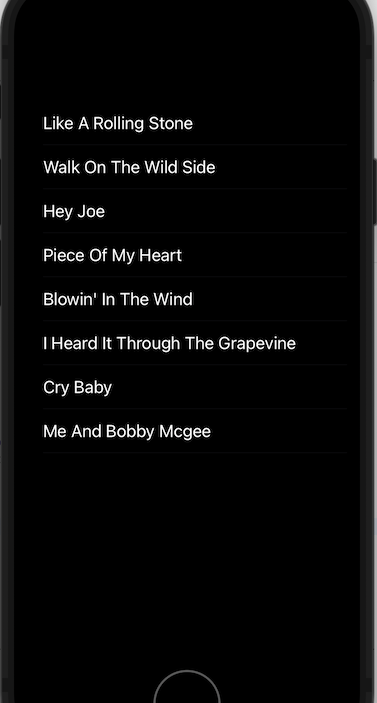 Like A Rolling Stone
Walk On The Wild Side
Hey Joe
Piece Of My Heart
Blowin' In The Wind
I Heard It Through The Grapevine
Cry Baby
Me And Bobby Mcgee